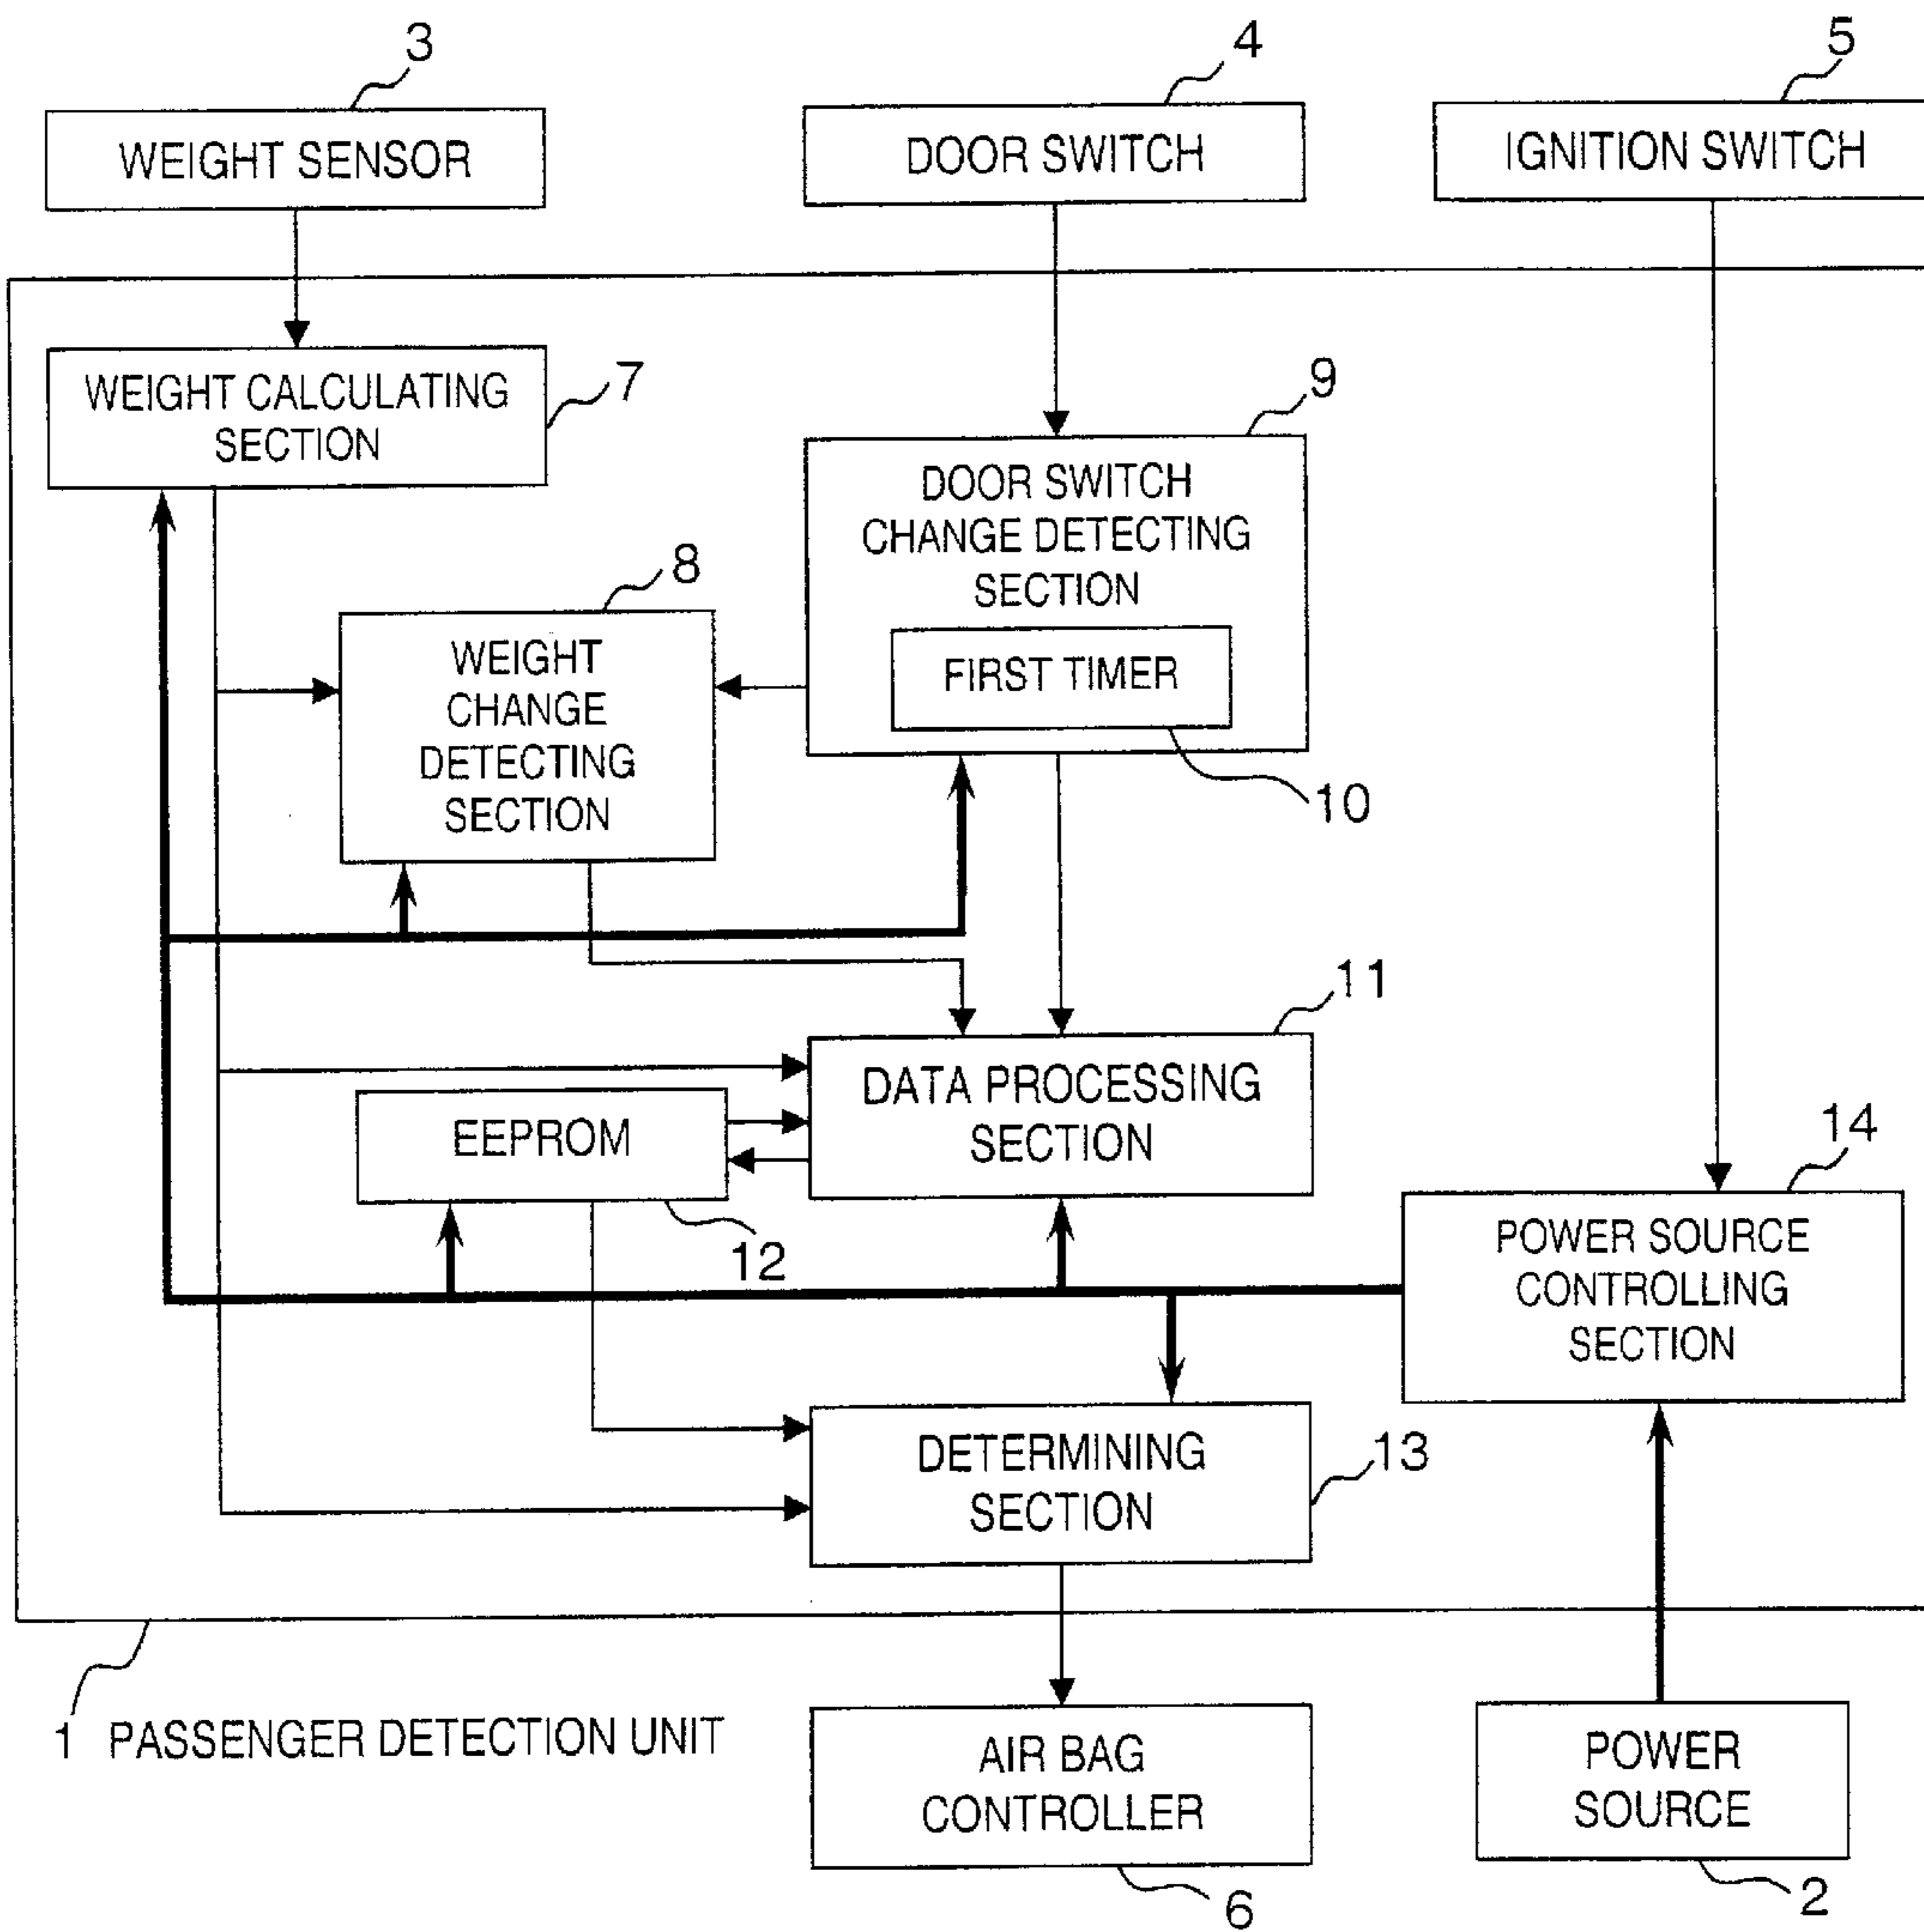 3
4
5
WEIGHT SENSOR
DOOR SWITCH
IGNITION SWITCH
WEIGHT CALCULATING
SECTION
7
9
DOOR SWITCH
CHANGE DETECTING
SECTION
FIRST TIMER
10
8
WEIGHT
CHANGE
DETECTING
SECTION
11
DATA PROCESSING
SECTION
EEPROM
12
14
POWER SOURCE
CONTROLLING
SECTION
DETERMINING
SECTION
13
1 PASSENGER DETECTION UNIT
AIR BAG
CONTROLLER
6
POWER
SOURCE
2